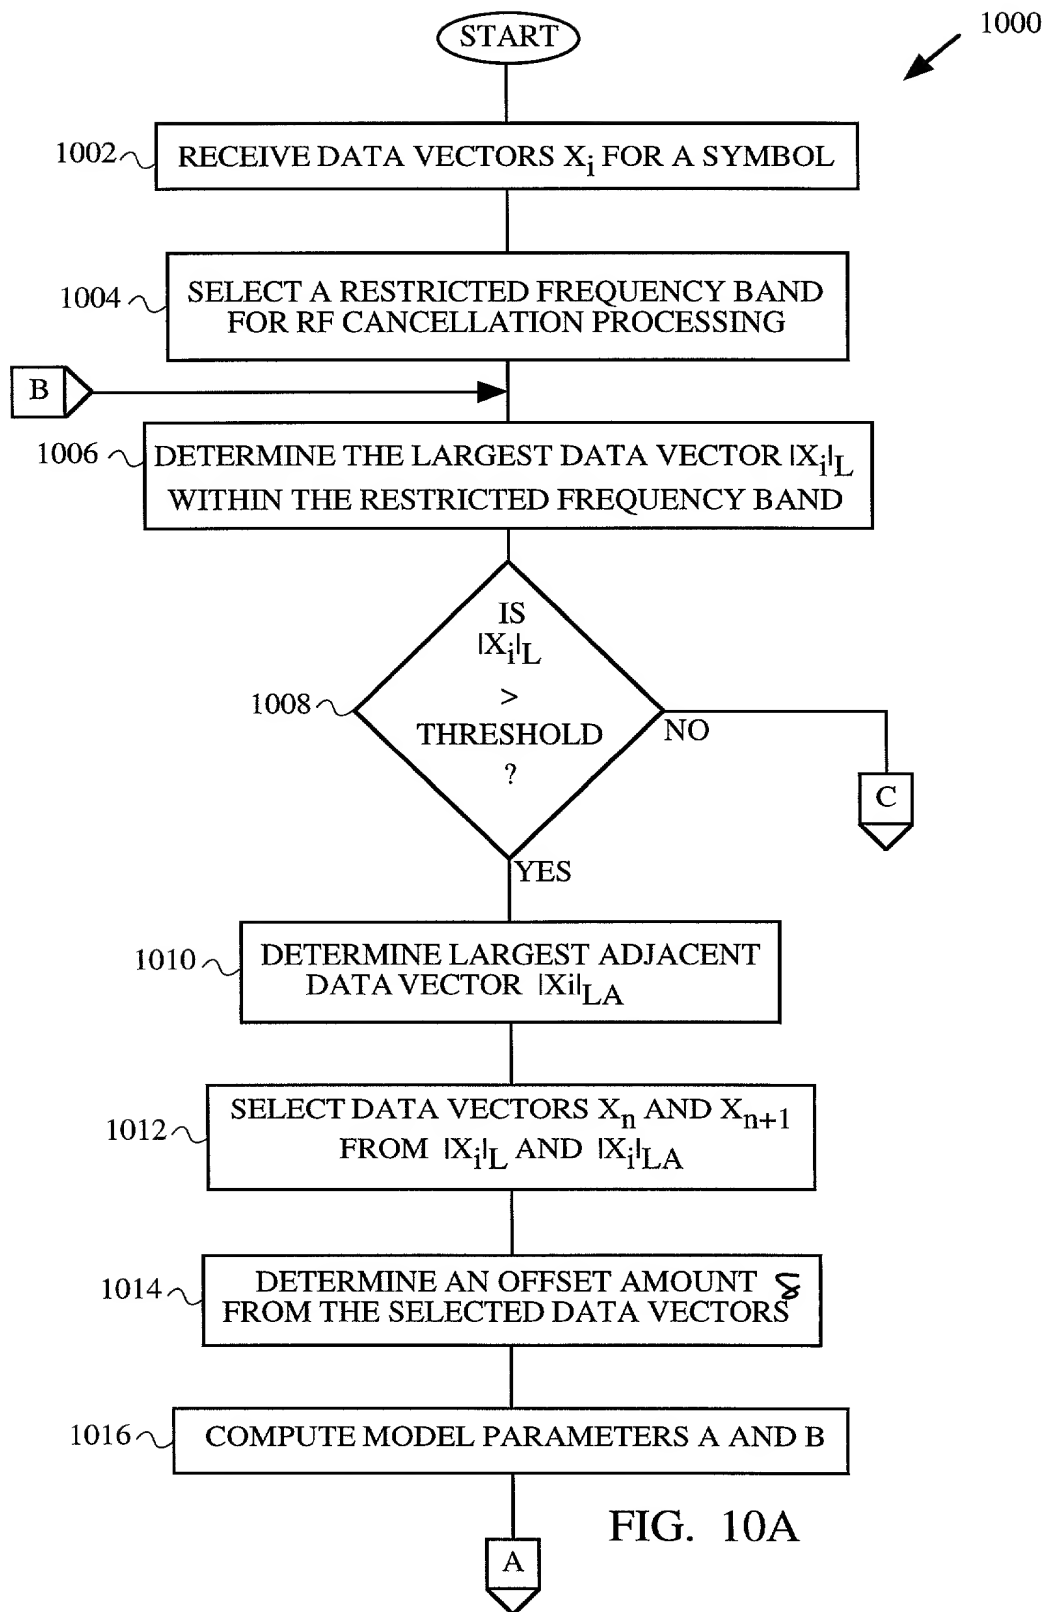 START
1000
1002 RECEIVE DATA VECTORS Xi FOR A SYMBOL
1004 SELECT A RESTRICTED FREQUENCY BAND
FOR RF CANCELLATION PROCESSING
B
1006 DETERMINE THE LARGEST DATA VECTOR |Xi|L
WITHIN THE RESTRICTED FREQUENCY BAND
IS
|Xi|L
>
1008 THRESHOLD
?
NO
C
YES
1010 DETERMINE LARGEST ADJACENT
DATA VECTOR |Xi|LA
1012 SELECT DATA VECTORS Xn AND Xn+1
FROM |Xi|L AND |Xi|LA
1014 DETERMINE AN OFFSET AMOUNT δ
FROM THE SELECTED DATA VECTORS
1016 COMPUTE MODEL PARAMETERS A AND B
FIG. 10A
A